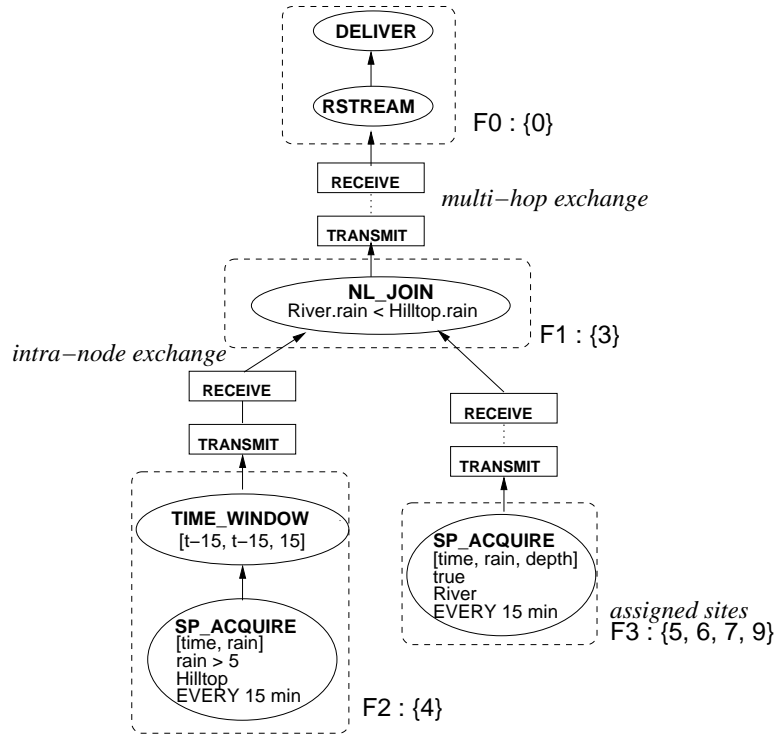 DELIVER
RSTREAM
F0 : {0}
RECEIVE
multi−hop exchange
TRANSMIT
NL_JOIN
River.rain < Hilltop.rain
F1 : {3}
intra−node exchange
RECEIVE
TRANSMIT
RECEIVE
TRANSMIT
TIME_WINDOW
[t−15, t−15, 15]
SP_ACQUIRE
[time, rain]
rain > 5
Hilltop
EVERY 15 min
F2 : {4}
SP_ACQUIRE
[time, rain, depth]
true
River
EVERY 15 min
assigned sites
F3 : {5, 6, 7, 9}